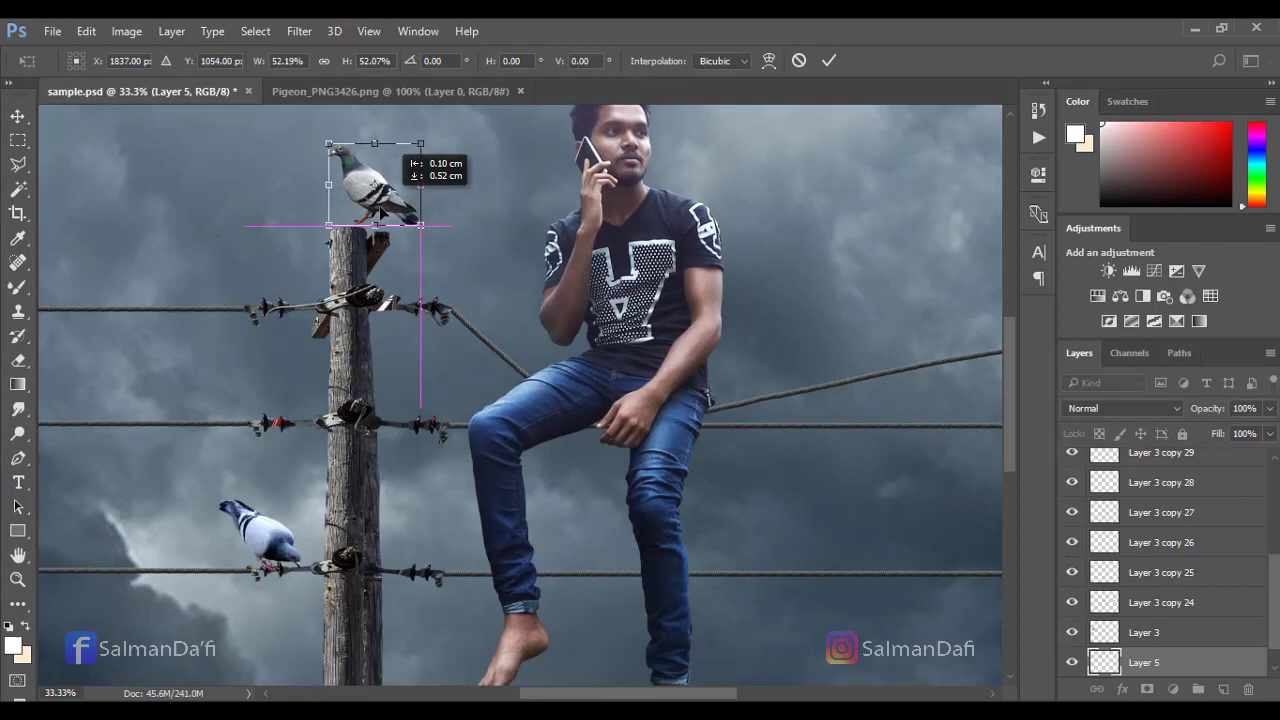 Ps File Edit Image Layer Type Select Filter 3D View Window Help
X: 1837.00 px Y: 1054.00 px W: 52.19% H: 52.07% 0.00 ° H: 0.00 ° V: 0.00 ° Interpolation: Bicubic
sample.psd @ 33.3% (Layer 5, RGB/8) * × Pigeon_PNG3426.png @ 100% (Layer 0, RGB/8#) ×
Color Swatches
0.10 cm
0.52 cm
Adjustments
Add an adjustment
Layers Channels Paths
Kind
Normal Opacity: 100%
Lock: Fill: 100%
Layer 3 copy 29
Layer 3 copy 28
Layer 3 copy 27
Layer 3 copy 26
Layer 3 copy 25
Layer 3 copy 24
Layer 3
Layer 5
f SalmanDa'fi
SalmanDafi
33.33% Doc: 45.6M/241.0M